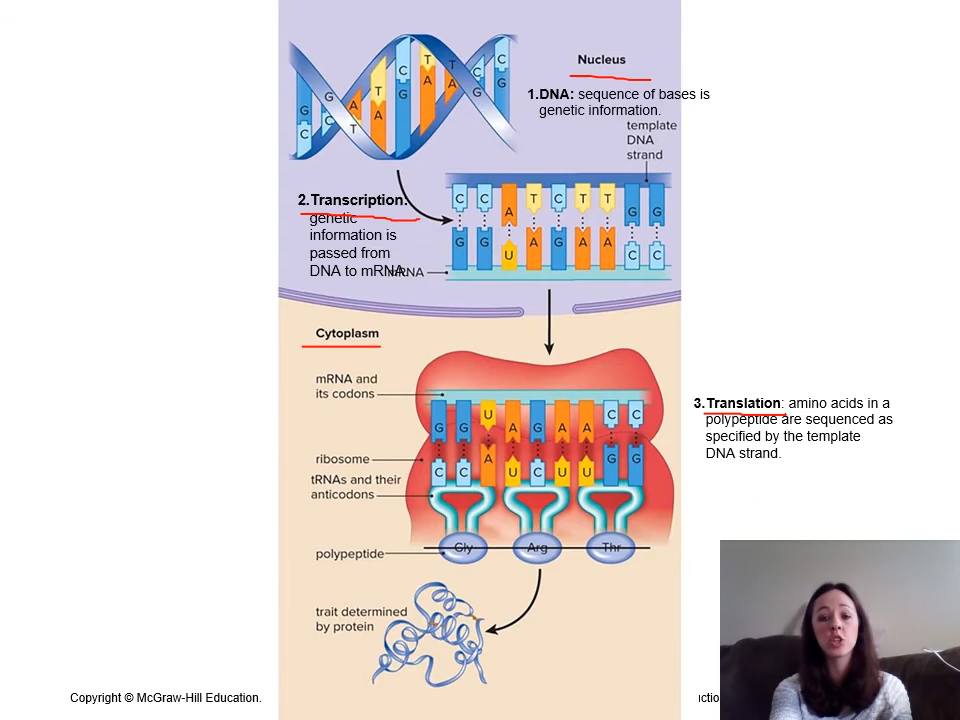 Nucleus
1.DNA: sequence of bases is
genetic information.
template
DNA
strand
C T T C
G C A T G A A G C G
G C T A
C C A T C T T G G
G G U A G A A C C
2.Transcription:
genetic
information is
passed from
DNA to mRNA.
Cytoplasm
mRNA and
its codons
G G U A G A A C C
ribosome
C C A U C U U G G
tRNAs and their
anticodons
Gly Arg Thr
polypeptide
3.Translation: amino acids in a
polypeptide are sequenced as
specified by the template
DNA strand.
trait determined
by protein
Copyright © McGraw-Hill Education.